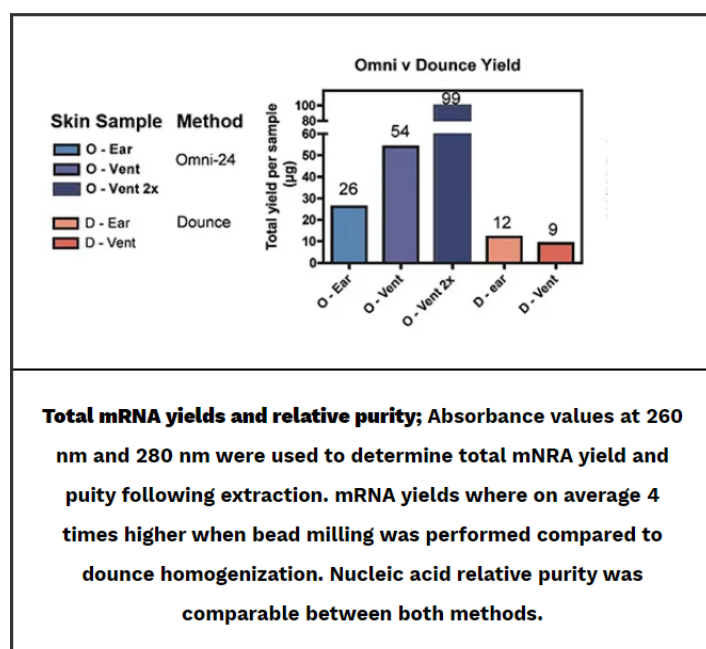 Omni v Dounce Yield
Skin Sample Method
O - Ear
O - Vent
O - Vent 2x
Omni-24
D - Ear
D - Vent
Dounce
Total yield per sample
(µg)
100
80
60
50
40
30
20
10
0
26
54
99
12
9
O - Ear
O - Vent
O - Vent 2x
D - ear
D - Vent
Total mRNA yields and relative purity; Absorbance values at 260
nm and 280 nm were used to determine total mNRA yield and
puity following extraction. mRNA yields where on average 4
times higher when bead milling was performed compared to
dounce homogenization. Nucleic acid relative purity was
comparable between both methods.